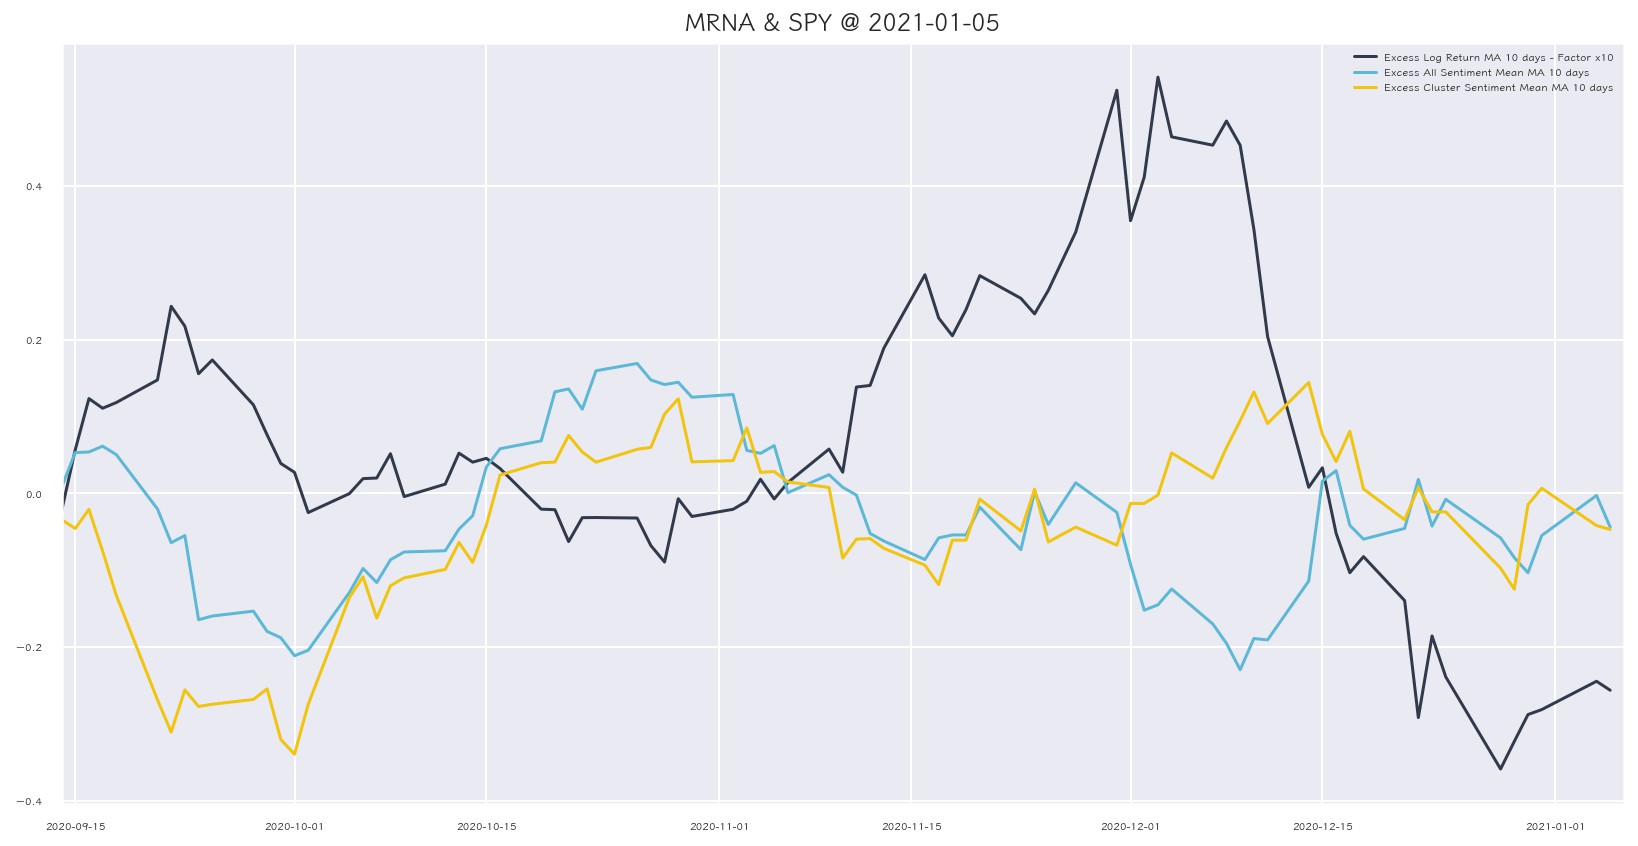 MRNA & SPY @ 2021-01-05
Excess Log Return MA 10 days - Factor x10
Excess All Sentiment Mean MA 10 days
Excess Cluster Sentiment Mean MA 10 days
0.4
0.2
0.0
−0.2
−0.4
2020-09-15 2020-10-01 2020-10-15 2020-11-01 2020-11-15 2020-12-01 2020-12-15 2021-01-01